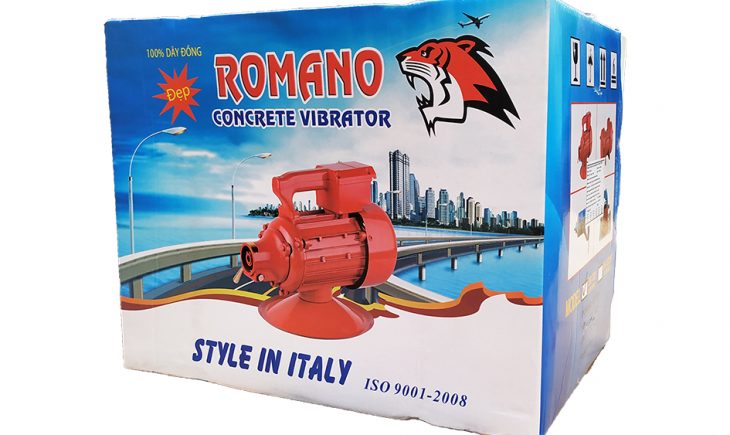 100% DÂY ĐỒNG
Đẹp
ROMANO
CONCRETE VIBRATOR
STYLE IN ITALY
ISO 9001-2008